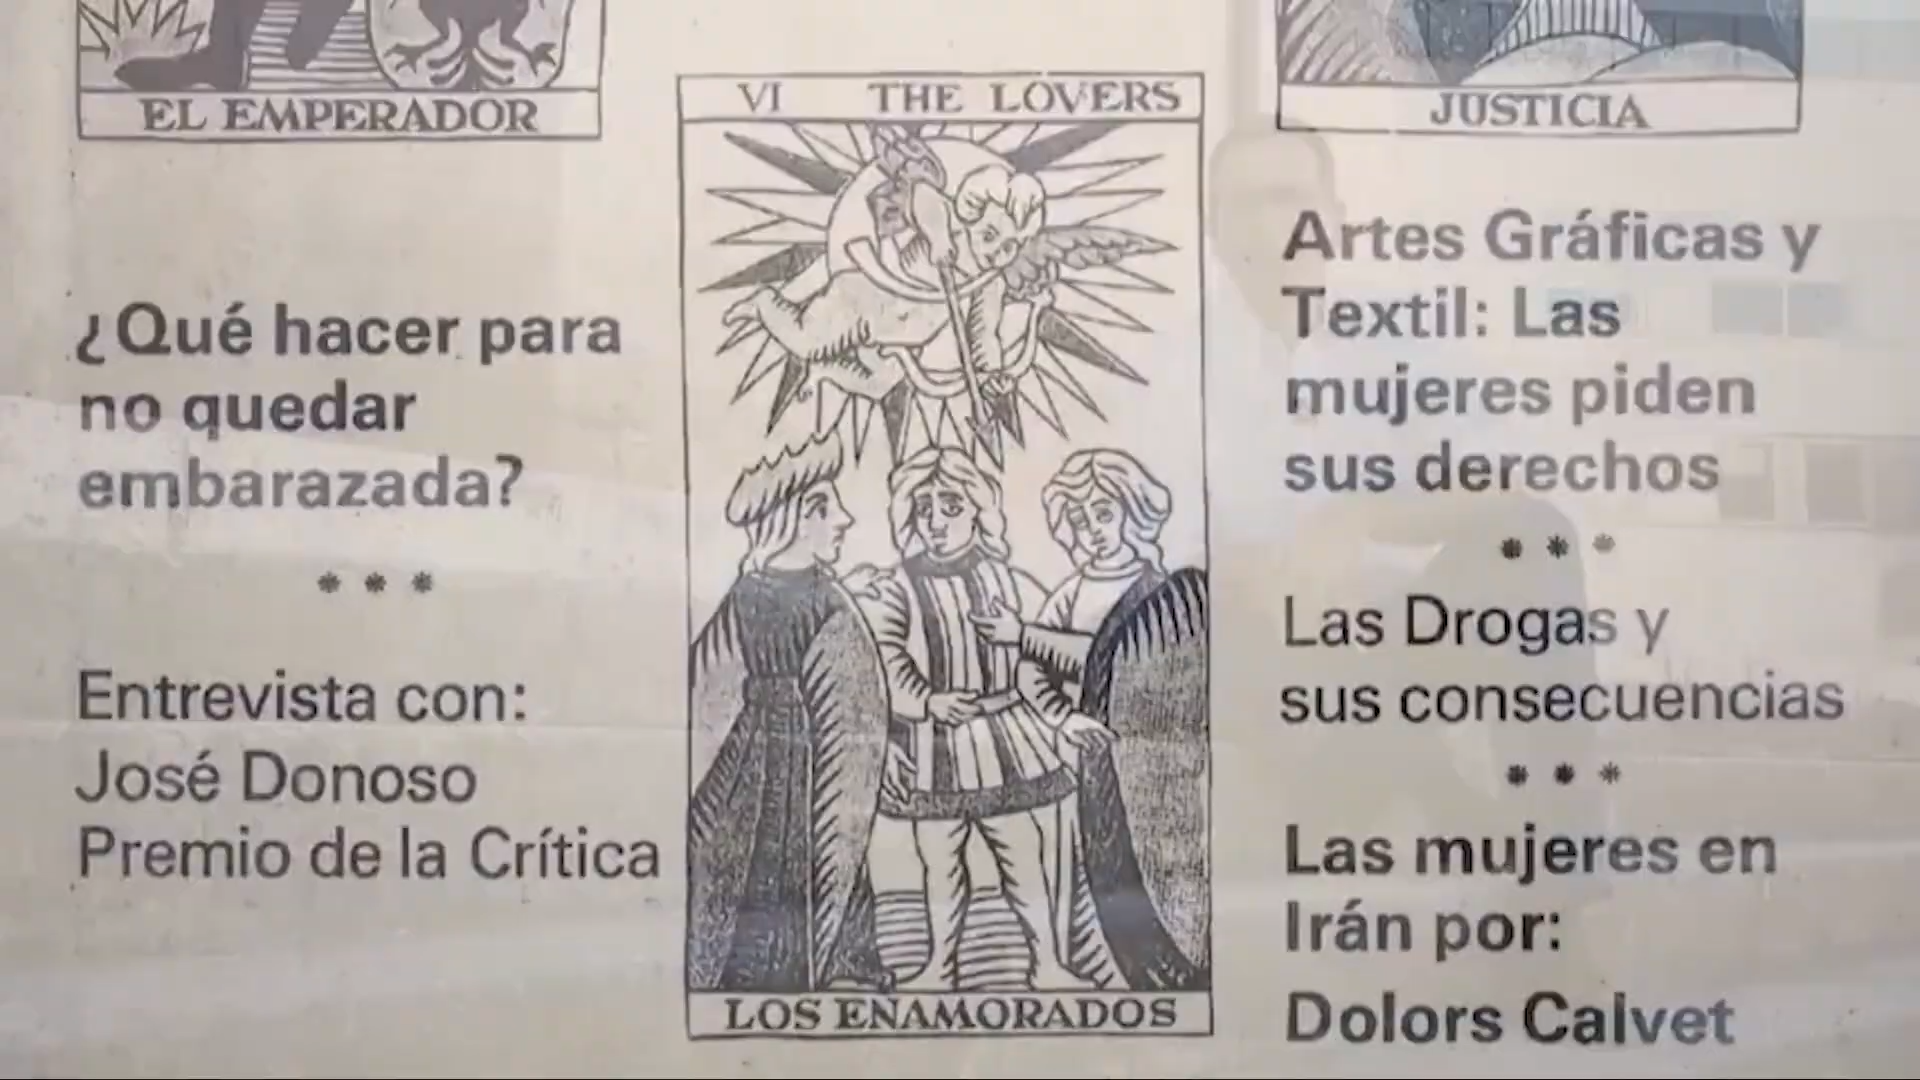 EL EMPERADOR
¿Qué hacer para
no quedar
embarazada?
* * *
Entrevista con:
José Donoso
Premio de la Crítica
VI THE LOVERS
LOS ENAMORADOS
JUSTICIA
Artes Gráficas y
Textil: Las
mujeres piden
sus derechos
* * *
Las Drogas y
sus consecuencias
* * *
Las mujeres en
Irán por:
Dolors Calvet